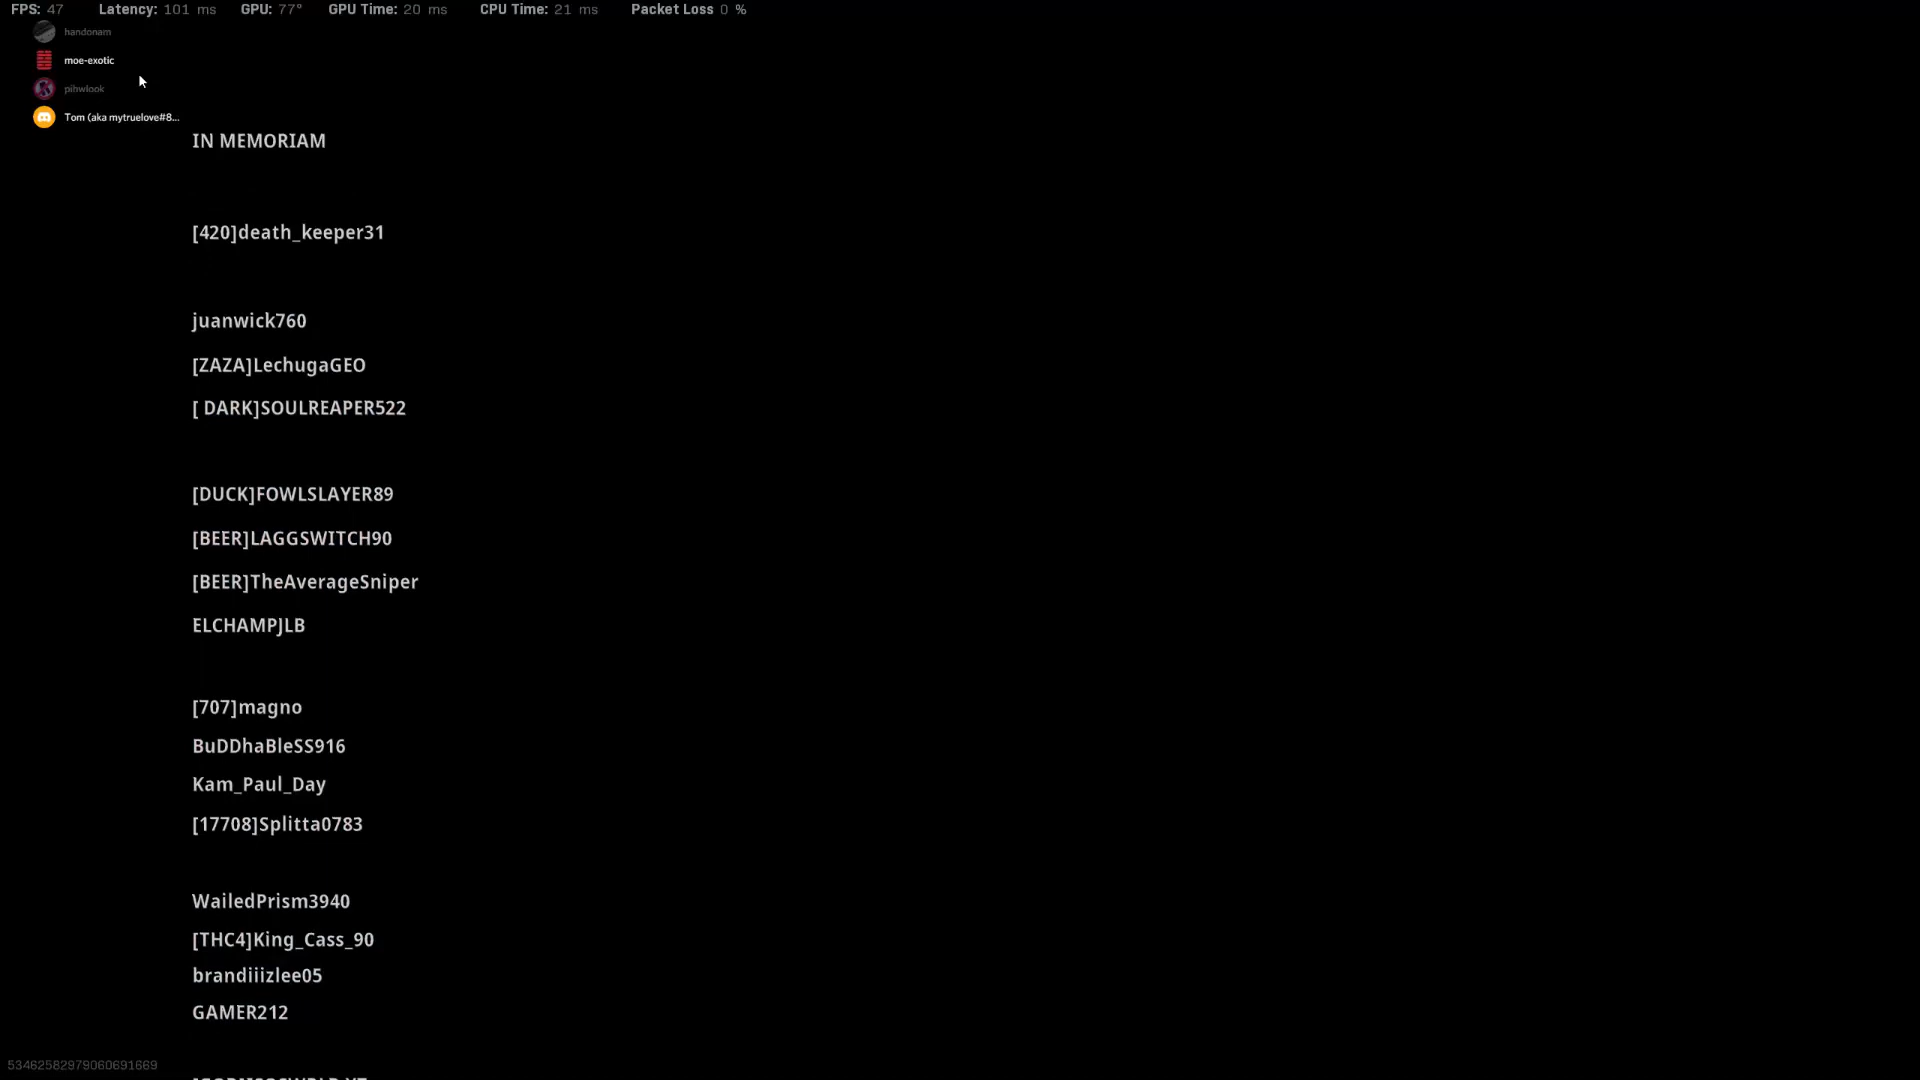 FPS: 47 Latency: 101 ms GPU: 77° GPU Time: 20 ms CPU Time: 21 ms Packet Loss 0 %
handonam
moe-exotic
pihwlook
Tom (aka mytruelove#8...
IN MEMORIAM
[420]death_keeper31
juanwick760
[ZAZA]LechugaGEO
[ DARK]SOULREAPER522
[DUCK]FOWLSLAYER89
[BEER]LAGGSWITCH90
[BEER]TheAverageSniper
ELCHAMPJLB
[707]magno
BuDDhaBleSS916
Kam_Paul_Day
[17708]Splitta0783
WailedPrism3940
[THC4]King_Cass_90
brandiiizlee05
GAMER212
53462582979060691669